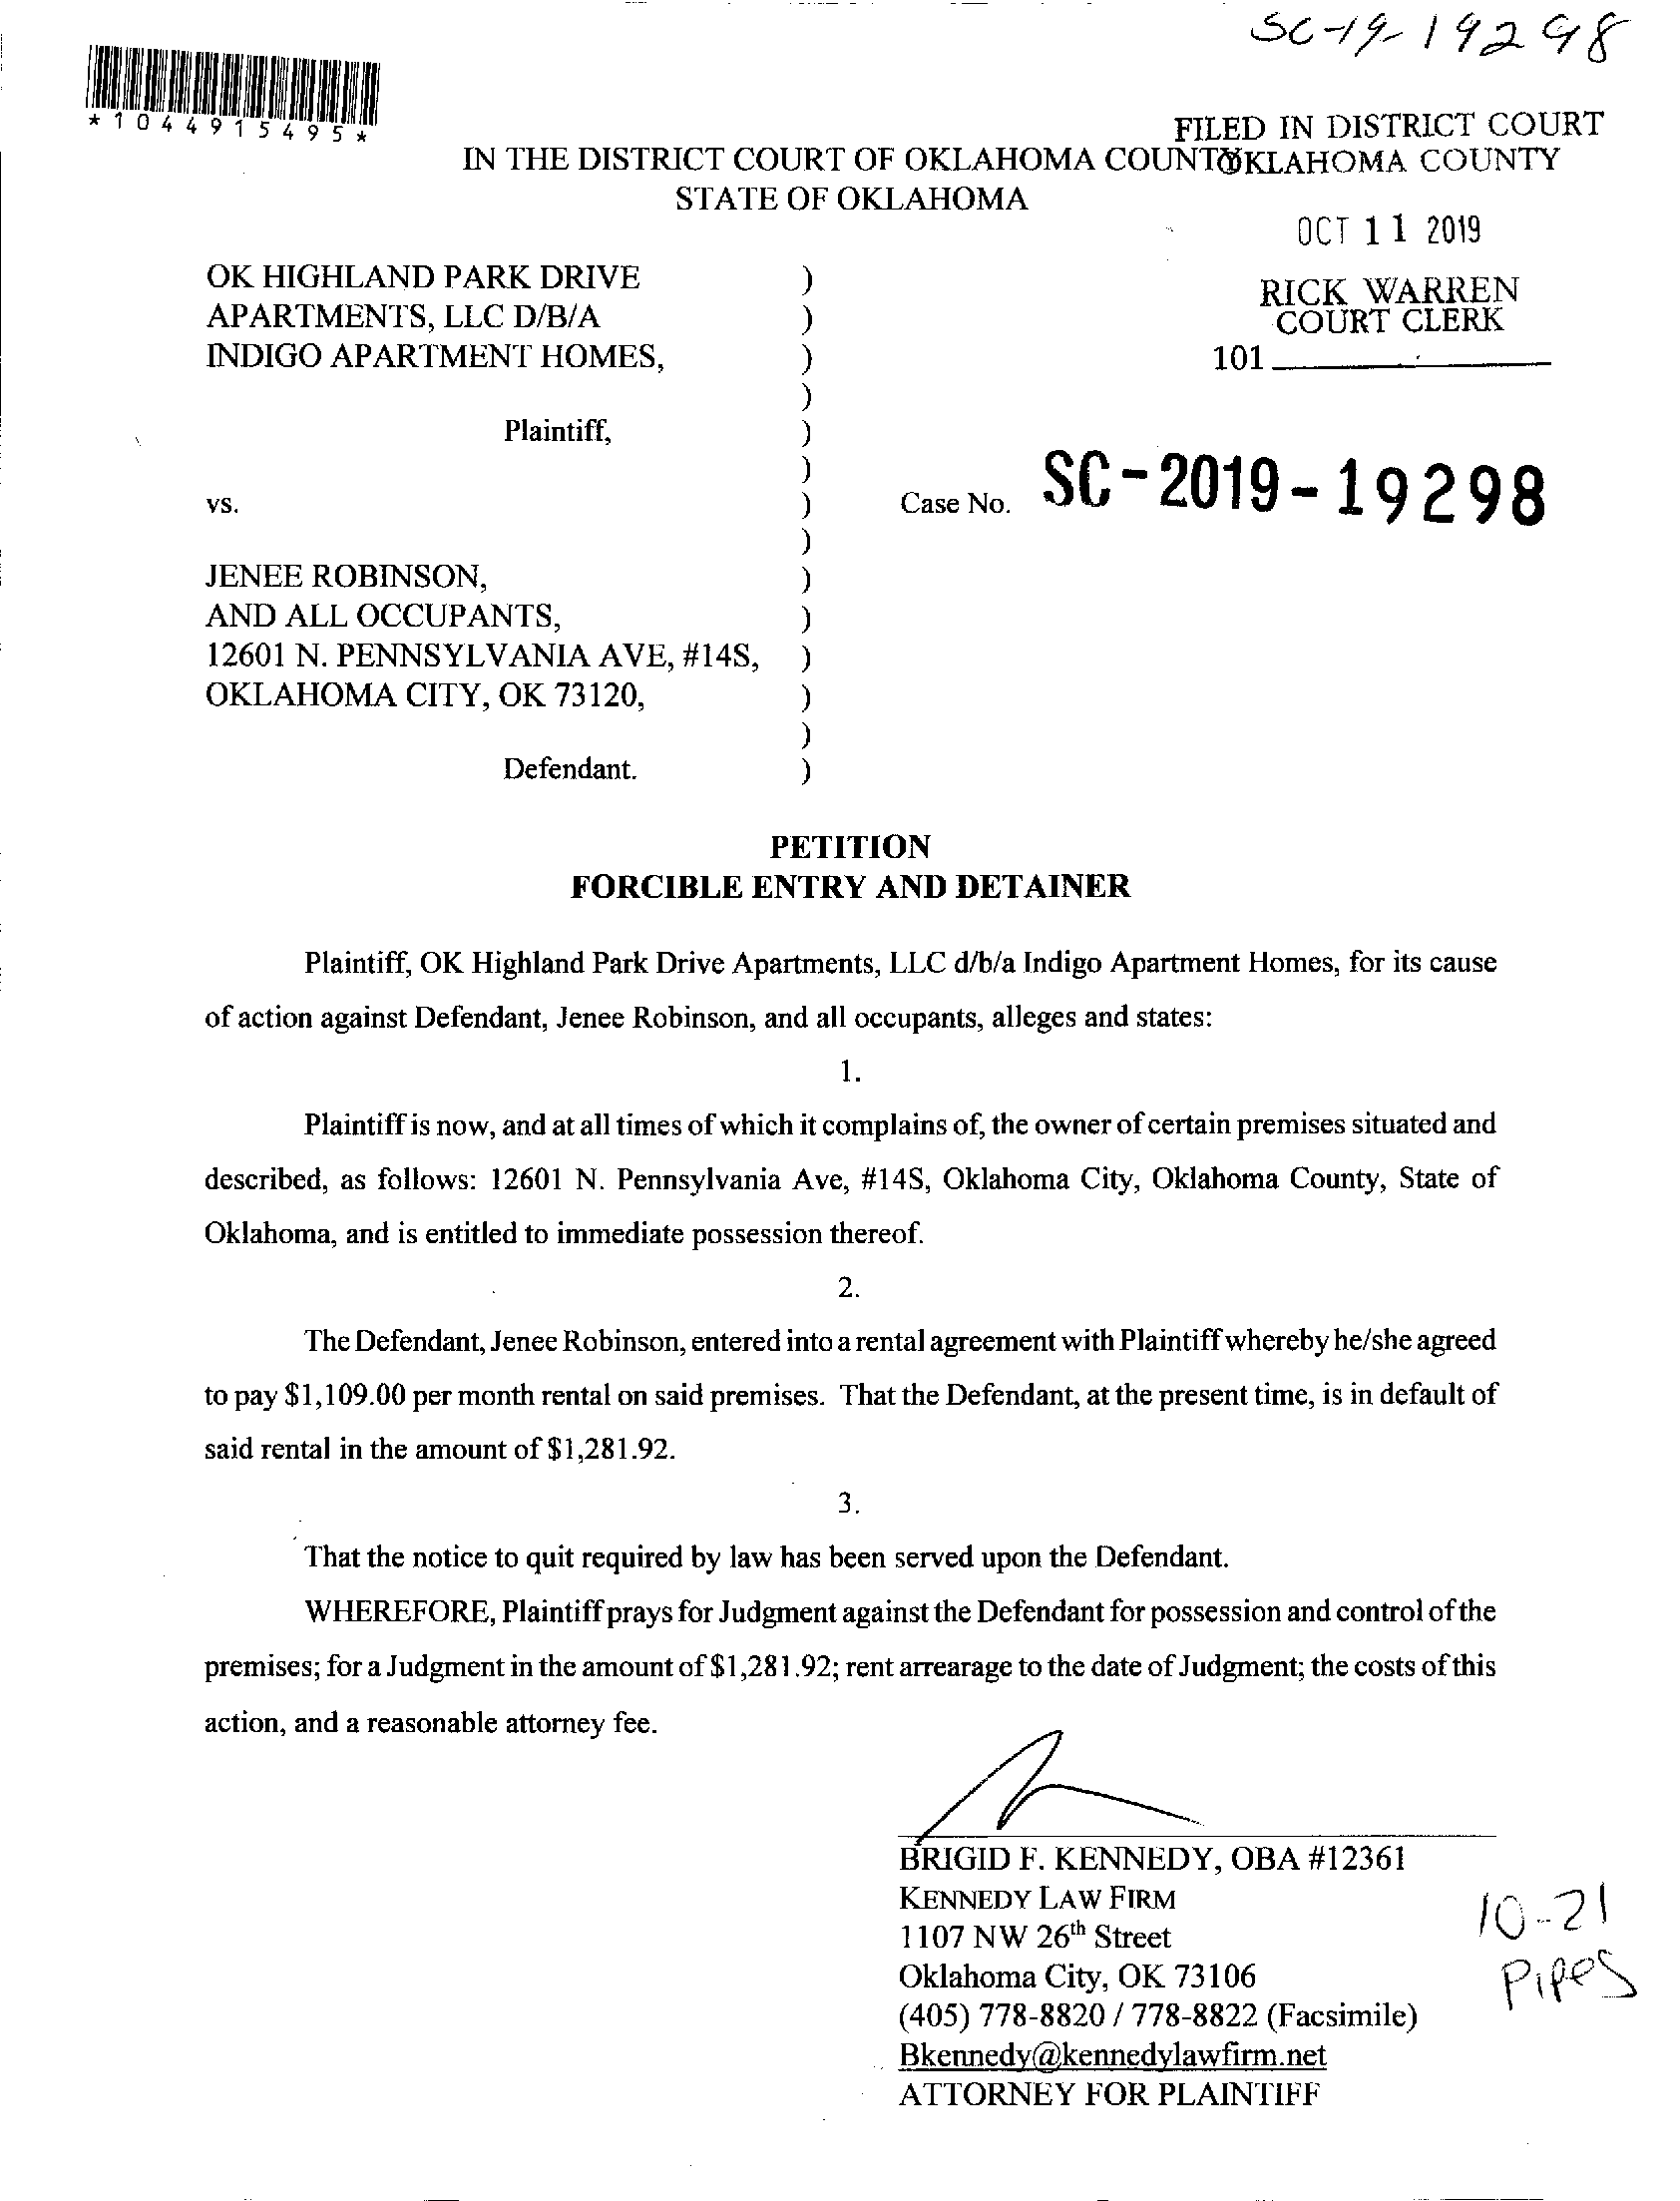 SC-19-19298
*1044915495*
FILED IN DISTRICT COURT
IN THE DISTRICT COURT OF OKLAHOMA COUNTY
OKLAHOMA COUNTY
STATE OF OKLAHOMA
OCT 11 2019
OK HIGHLAND PARK DRIVE )
APARTMENTS, LLC D/B/A )
INDIGO APARTMENT HOMES, )
RICK WARREN
COURT CLERK
101
)
Plaintiff, )
)
vs. ) Case No. SC-2019-19298
)
JENEE ROBINSON, )
AND ALL OCCUPANTS, )
12601 N. PENNSYLVANIA AVE, #14S, )
OKLAHOMA CITY, OK 73120, )
)
Defendant. )
PETITION
FORCIBLE ENTRY AND DETAINER
Plaintiff, OK Highland Park Drive Apartments, LLC d/b/a Indigo Apartment Homes, for its cause
of action against Defendant, Jenee Robinson, and all occupants, alleges and states:
1.
Plaintiff is now, and at all times of which it complains of, the owner of certain premises situated and
described, as follows: 12601 N. Pennsylvania Ave, #14S, Oklahoma City, Oklahoma County, State of
Oklahoma, and is entitled to immediate possession thereof.
2.
The Defendant, Jenee Robinson, entered into a rental agreement with Plaintiff whereby he/she agreed
to pay $1,109.00 per month rental on said premises. That the Defendant, at the present time, is in default of
said rental in the amount of $1,281.92.
3.
That the notice to quit required by law has been served upon the Defendant.
WHEREFORE, Plaintiff prays for Judgment against the Defendant for possession and control of the
premises; for a Judgment in the amount of $1,281.92; rent arrearage to the date of Judgment; the costs of this
action, and a reasonable attorney fee.
BRIGID F. KENNEDY, OBA #12361
KENNEDY LAW FIRM
1107 NW 26th Street
Oklahoma City, OK 73106
(405) 778-8820 / 778-8822 (Facsimile)
Bkennedy@kennedylawfirm.net
ATTORNEY FOR PLAINTIFF
10-21
Pipes